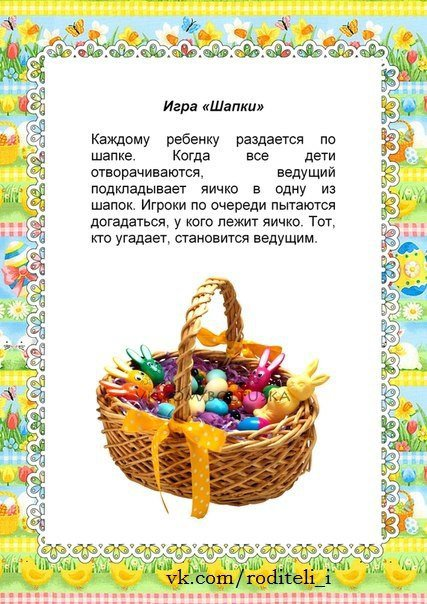 Игра «Шапки»
Каждому ребенку раздается по
шапке. Когда все дети
отворачиваются, ведущий
подкладывает яичко в одну из
шапок. Игроки по очереди пытаются
догадаться, у кого лежит яичко. Тот,
кто угадает, становится ведущим.
vk.com/roditeli_i